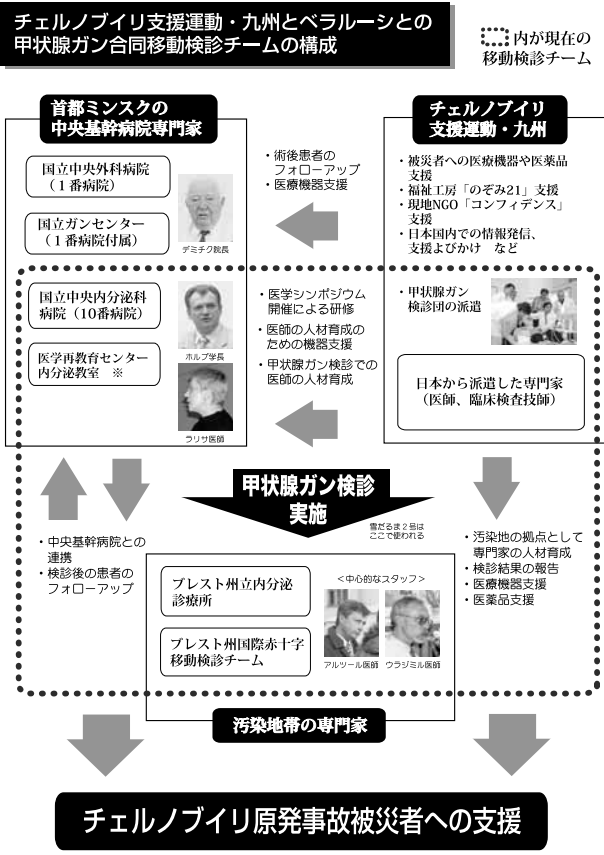 チェルノブイリ支援運動・九州とベラルーシとの
甲状腺ガン合同移動検診チームの構成
内が現在の
移動検診チーム
首都ミンスクの
中央基幹病院専門家
国立中央外科病院
（１番病院）
国立ガンセンター
（１番病院付属）
デミチク院長
国立中央内分泌科
病院（10番病院）
医学再教育センター
内分泌教室　※
ホルプ学長
ラリサ医師
・術後患者の
フォローアップ
・医療機器支援
・医学シンポジウム
開催による研修
・医師の人材育成の
ための機器支援
・甲状腺ガン検診での
医師の人材育成
チェルノブイリ
支援運動・九州
・被災者への医療機器や医薬品
支援
・福祉工房「のぞみ21」支援
・現地NGO「コンフィデンス」
支援
・日本国内での情報発信、
支援よびかけ　など
・甲状腺ガン
検診団の派遣
日本から派遣した専門家
（医師、臨床検査技師）
甲状腺ガン検診
実施
雪だるま２号は
ここで使われる
・中央基幹病院との
連携
・検診後の患者の
フォローアップ
・汚染地の拠点として
専門家の人材育成
・検診結果の報告
・医療機器支援
・医薬品支援
ブレスト州立内分泌
診療所
ブレスト州国際赤十字
移動検診チーム
＜中心的なスタッフ＞
アルツール医師
ウラジミル医師
汚染地帯の専門家
チェルノブイリ原発事故被災者への支援